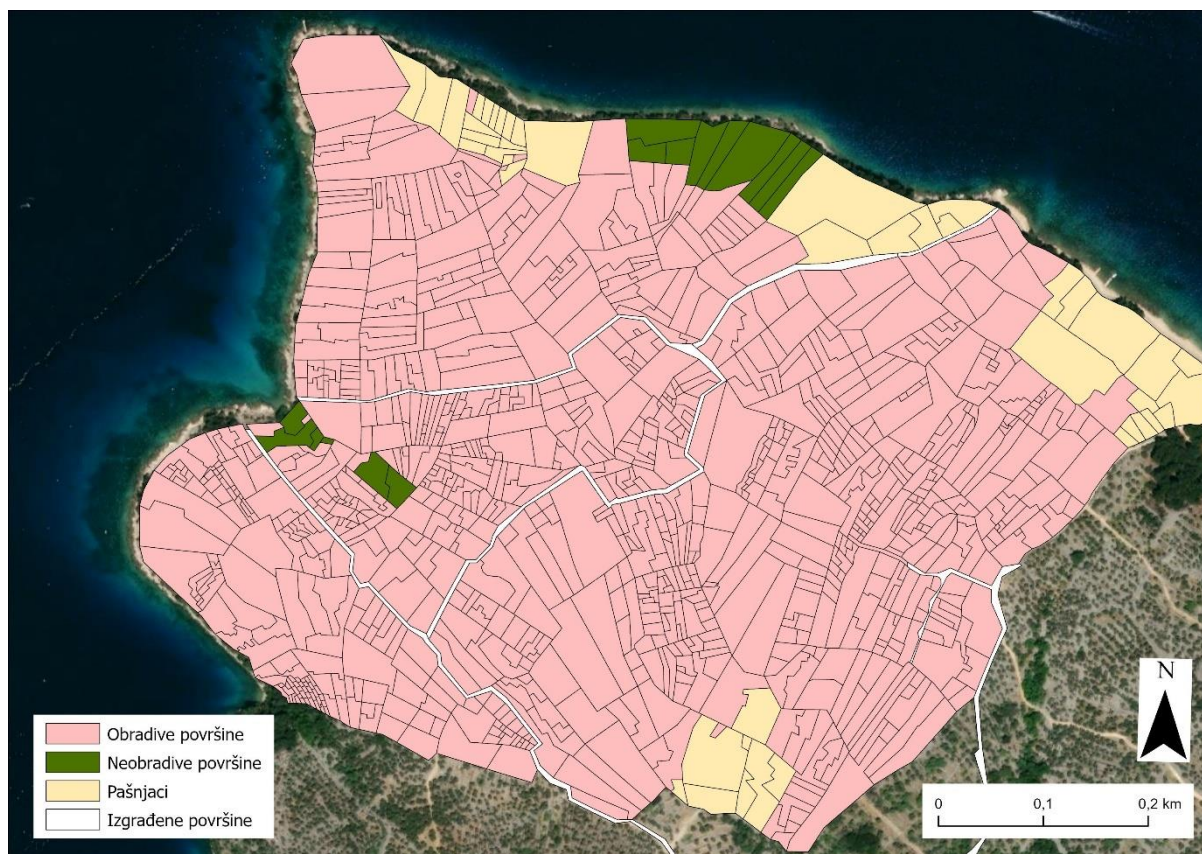 N
Obradive površine
Neobradive površine
Pašnjaci
Izgrađene površine
0 0,1 0,2 km